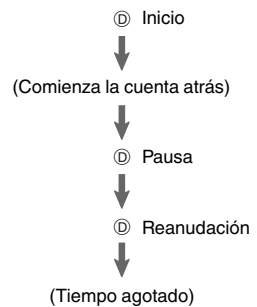 Ⓓ Inicio
(Comienza la cuenta atrás)
Ⓓ Pausa
Ⓓ Reanudación
(Tiempo agotado)